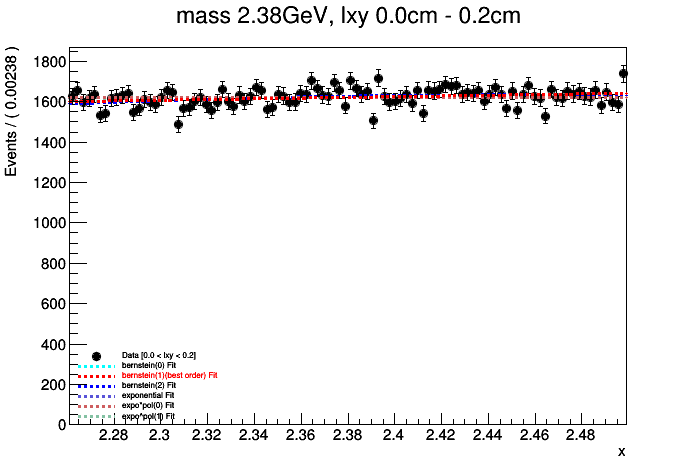 mass 2.38GeV, lxy 0.0cm - 0.2cm
Events / ( 0.00238 )
1800
1600
1400
1200
1000
800
600
400
200
0
Data [0.0 < lxy < 0.2]
bernstein(0) Fit
bernstein(1)(best order) Fit
bernstein(2) Fit
exponential Fit
expo*pol(0) Fit
expo*pol(1) Fit
2.28 2.3 2.32 2.34 2.36 2.38 2.4 2.42 2.44 2.46 2.48
x